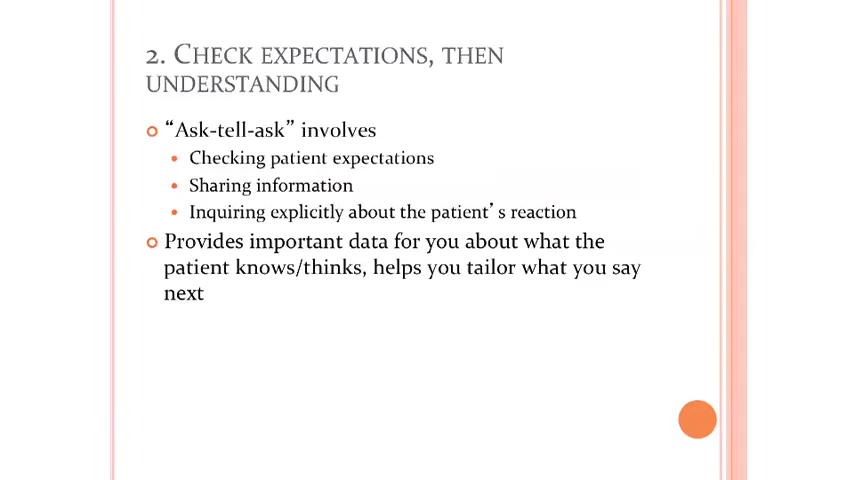 2. Check expectations, then
understanding
“Ask-tell-ask” involves
Checking patient expectations
Sharing information
Inquiring explicitly about the patient’s reaction
Provides important data for you about what the
patient knows/thinks, helps you tailor what you say
next